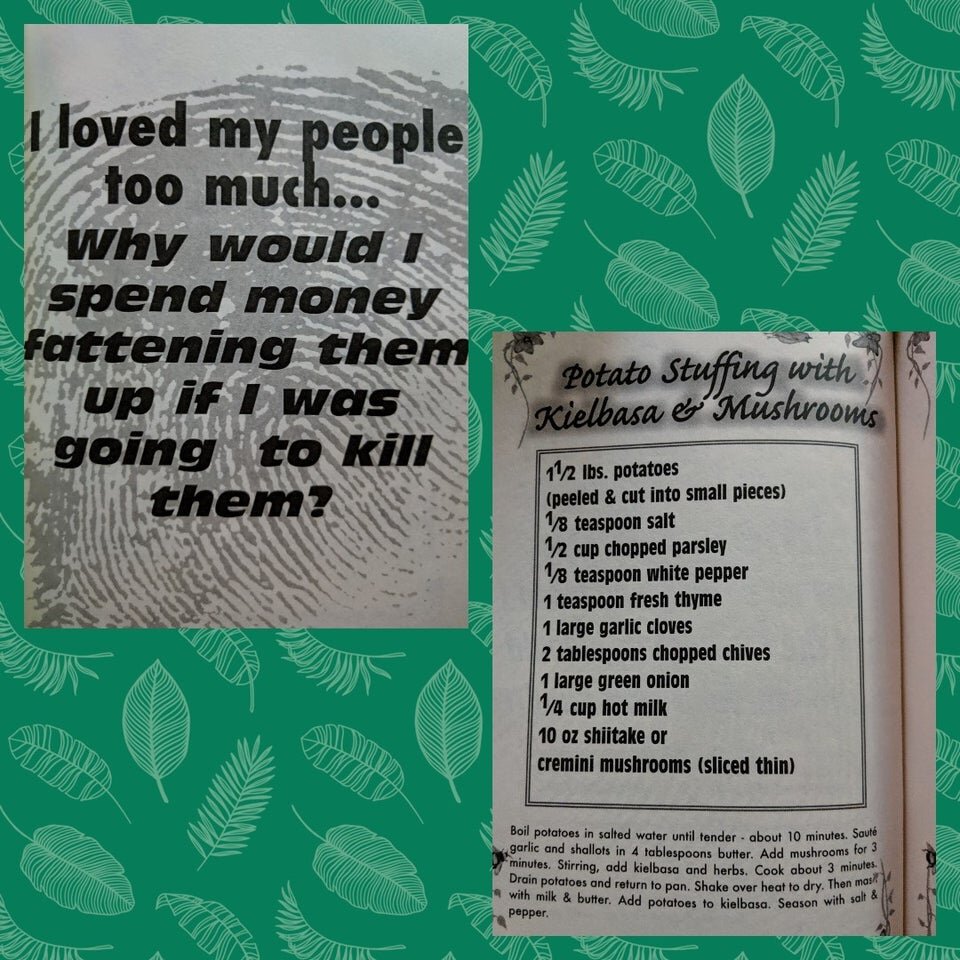 I loved my people
too much...
Why would I
spend money
fattening them
up if I was
going to kill
them?
Potato Stuffing with
Kielbasa & Mushrooms
1 1/2 lbs. potatoes
(peeled & cut into small pieces)
1/8 teaspoon salt
1/2 cup chopped parsley
1/8 teaspoon white pepper
1 teaspoon fresh thyme
1 large garlic cloves
2 tablespoons chopped chives
1 large green onion
1/4 cup hot milk
10 oz shiitake or
cremini mushrooms (sliced thin)
Boil potatoes in salted water until tender - about 10 minutes. Sauté
garlic and shallots in 4 tablespoons butter. Add mushrooms for 3
minutes. Stirring, add kielbasa and herbs. Cook about 3 minutes.
Drain potatoes and return to pan. Shake over heat to dry. Then mash
with milk & butter. Add potatoes to kielbasa. Season with salt &
pepper.